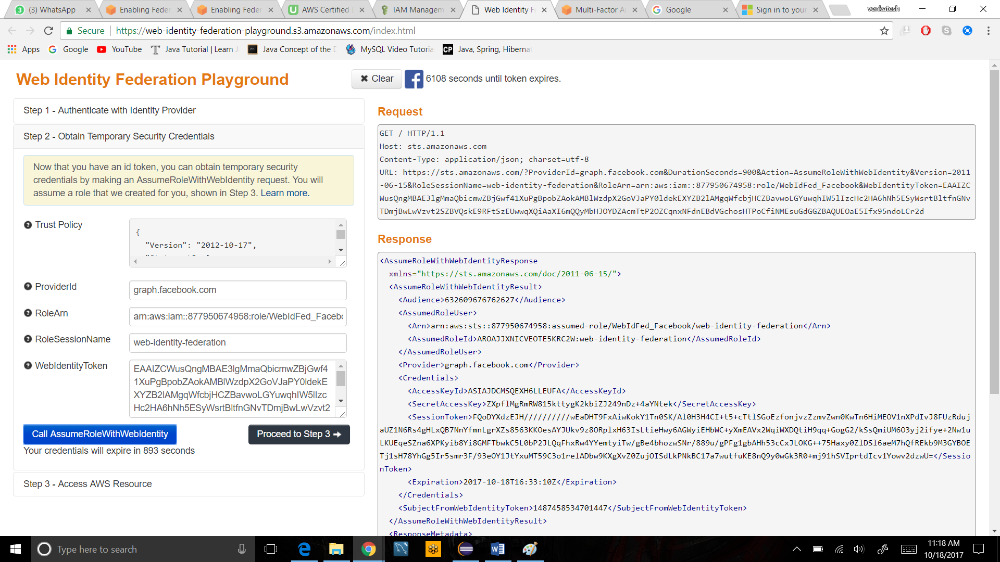 (3) WhatsApp
Enabling Feder
Enabling Feder
AWS Certified
IAM Managem
Web Identity F
Multi-Factor A
Google
Sign in to your
venkatesh
Secure
https://web-identity-federation-playground.s3.amazonaws.com/index.html
Apps
Google
YouTube
Java Tutorial | Learn J
Java Concept of the D
MySQL Video Tutoria
CP
Java, Spring, Hibernat
Web Identity Federation Playground
Clear
6108 seconds until token expires.
Step 1 - Authenticate with Identity Provider
Step 2 - Obtain Temporary Security Credentials
Now that you have an id token, you can obtain temporary security
credentials by making an AssumeRoleWithWebIdentity request. You will
assume a role that we created for you, shown in Step 3. Learn more.
Trust Policy
{
"Version": "2012-10-17",
ProviderId
graph.facebook.com
RoleArn
arn:aws:iam::877950674958:role/WebIdFed_Facebo
RoleSessionName
web-identity-federation
WebIdentityToken
EAAIZCWusQngMBAE3lgMmaQbicmwZBjGwf4
1XuPgBpobZAokAMBlWzdpX2GoVJaPY0ldekE
XYZB2lAMgqWfcbjHCZBavwoLGYuwqhIW5lIzc
Hc2HA6hNh5ESyWsrtBltfnGNvTDmjBwLwVzvt2
Call AssumeRoleWithWebIdentity
Proceed to Step 3
Your credentials will expire in 893 seconds
Step 3 - Access AWS Resource
Request
GET / HTTP/1.1
Host: sts.amazonaws.com
Content-Type: application/json; charset=utf-8
URL: https://sts.amazonaws.com/?ProviderId=graph.facebook.com&DurationSeconds=900&Action=AssumeRoleWithWebIdentity&Version=2011
-06-15&RoleSessionName=web-identity-federation&RoleArn=arn:aws:iam::877950674958:role/WebIdFed_Facebook&WebIdentityToken=EAAIZC
WusQngMBAE3lgMmaQbicmwZBjGwf41XuPgBpobZAokAMBlWzdpX2GoVJaPY0ldekEXYZB2lAMgqWfcbjHCZBavwoLGYuwqhIW5lIzcHc2HA6hNh5ESyWsrtBltfnGNv
TDmjBwLwVzvt2SZBVQskE9RFtSzEUwwqXQiAaXI6mQQyMbHJOYDZAcmTtP2OZCqnxNFdnEBdVGchosHTPoCfiNMEsuGdGGZBAQUEOaE5Ifx95ndoLCr2d
Response
<AssumeRoleWithWebIdentityResponse
xmlns="https://sts.amazonaws.com/doc/2011-06-15/">
<AssumeRoleWithWebIdentityResult>
<Audience>632609676762627</Audience>
<AssumedRoleUser>
<Arn>arn:aws:sts::877950674958:assumed-role/WebIdFed_Facebook/web-identity-federation</Arn>
<AssumedRoleId>AROAJJXNICVEOTE5KRC2W:web-identity-federation</AssumedRoleId>
</AssumedRoleUser>
<Provider>graph.facebook.com</Provider>
<Credentials>
<AccessKeyId>ASIAJDCMSQEXH6LLEUFA</AccessKeyId>
<SecretAccessKey>ZXpflMgRmRW815kttygK2kbiZJ249nDz+4aYNtek</SecretAccessKey>
<SessionToken>FQoDYXdzEJH//////////wEaDHT9FxAiwKokY1Tn0SK/Al0H3H4CI+t5+cTtlSGoEzfonjvzZzmvZwn0KwTn6HiMEOV1nXPdIvJ8FUzRduj
aUZ1N6Rs4gHLxQB7NnYfmnLgrXZs8563KKOesAYJUkv9z8ORplxH63IsLtieHwy6AGWyiEHbWC+yXmEAVx2WqiWXDQtiH9qq+GogG2/kSsQmiUM6O3yj2ifye+2Nw1u
LKUEqeSZna6XPKyib8Yi8GMFTbwkC5L0bP2JLQqFhxRw4YYemtyiTw/gBe4bhozwSNr/889u/gPFg1gbAHh53cCxJLOKG++75Haxy0ZlDSl6aeM7hQfREkb9M3GYBOE
Tj1sH78YhGg5Ir5smr3F/93eOY1JtYxuMT59C3o1relADbw9KXgXvZ0ZujOISdLkPNkBC17a7wutfuKE8nQ9y0wGk3R0+mj91hSVIprtdIcv1Yowv2dzwU=</Sessio
nToken>
<Expiration>2017-10-18T16:33:10Z</Expiration>
</Credentials>
<SubjectFromWebIdentityToken>1487458534701447</SubjectFromWebIdentityToken>
</AssumeRoleWithWebIdentityResult>
<ResponseMetadata>
Type here to search
11:18 AM
10/18/2017